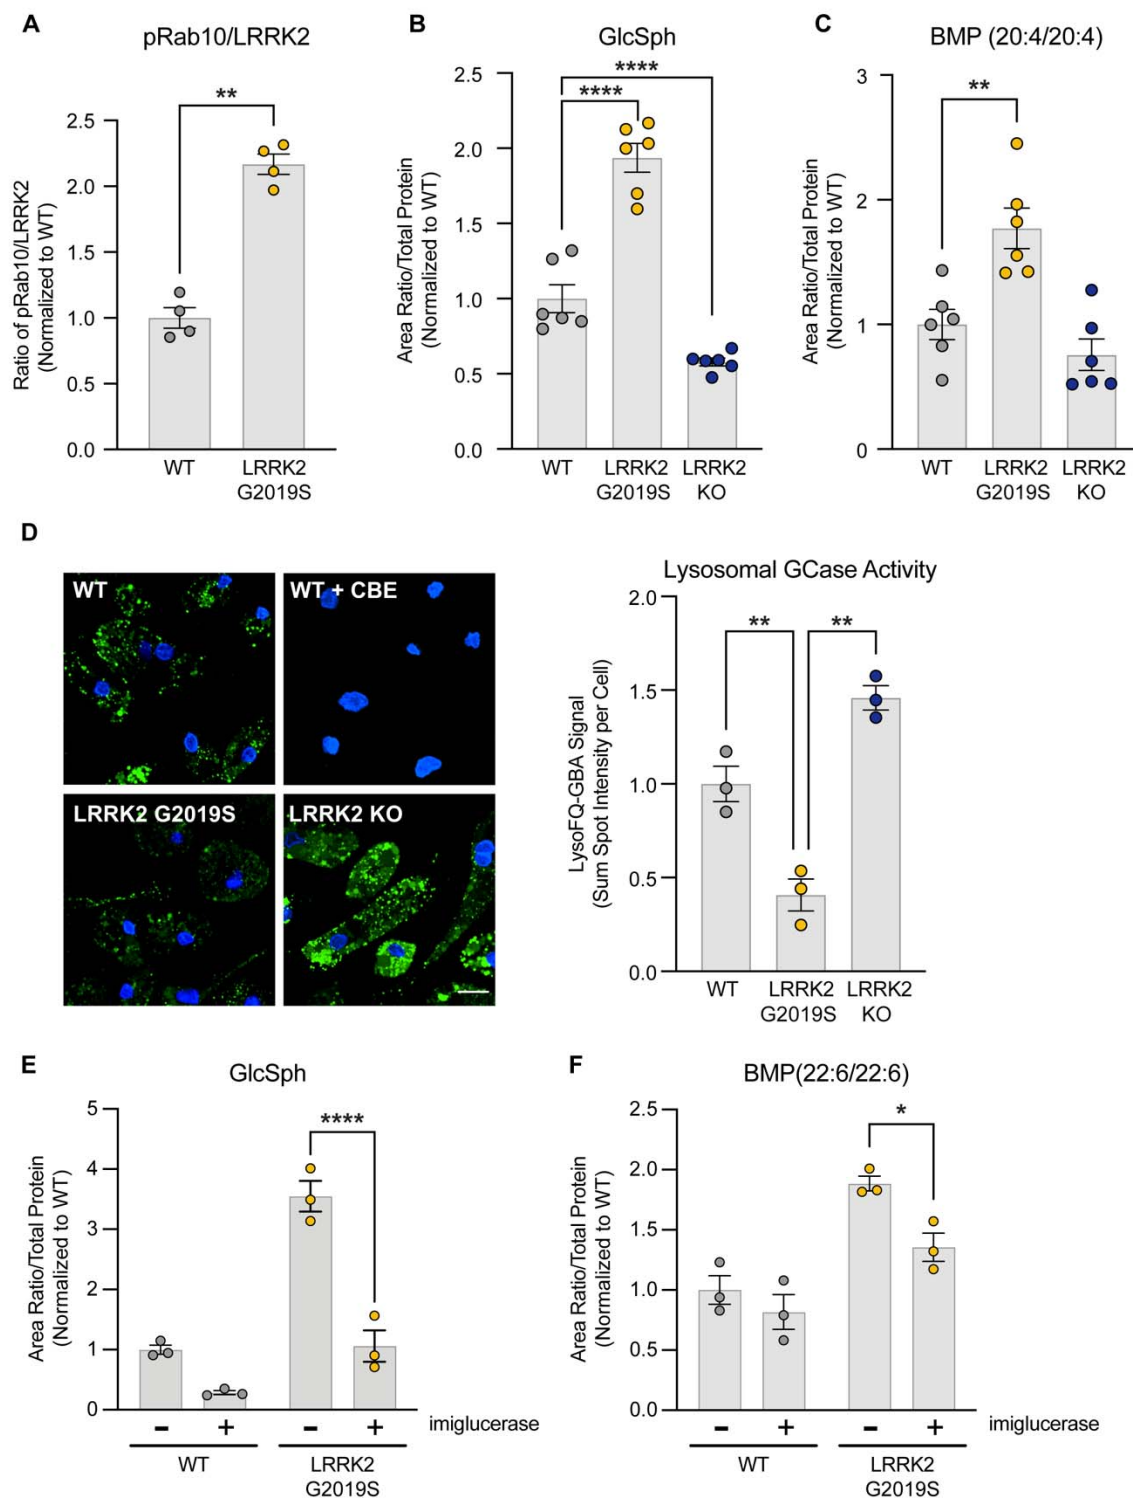 A
pRab10/LRRK2
Ratio of pRab10/LRRK2
(Normalized to WT)
2.5
2.0
1.5
1.0
0.5
0.0
**
WT
LRRK2
G2019S
B
GlcSph
Area Ratio/Total Protein
(Normalized to WT)
2.5
2.0
1.5
1.0
0.5
0.0
****
****
WT
LRRK2
G2019S
LRRK2
KO
C
BMP (20:4/20:4)
Area Ratio/Total Protein
(Normalized to WT)
3
2
1
0
**
WT
LRRK2
G2019S
LRRK2
KO
D
WT
WT + CBE
LRRK2 G2019S
LRRK2 KO
Lysosomal GCase Activity
LysoFQ-GBA Signal
(Sum Spot Intensity per Cell)
2.0
1.5
1.0
0.5
0.0
**
**
WT
LRRK2
G2019S
LRRK2
KO
E
GlcSph
Area Ratio/Total Protein
(Normalized to WT)
5
4
3
2
1
0
****
- + - + imiglucerase
WT
LRRK2
G2019S
F
BMP(22:6/22:6)
Area Ratio/Total Protein
(Normalized to WT)
2.5
2.0
1.5
1.0
0.5
0.0
*
- + - + imiglucerase
WT
LRRK2
G2019S